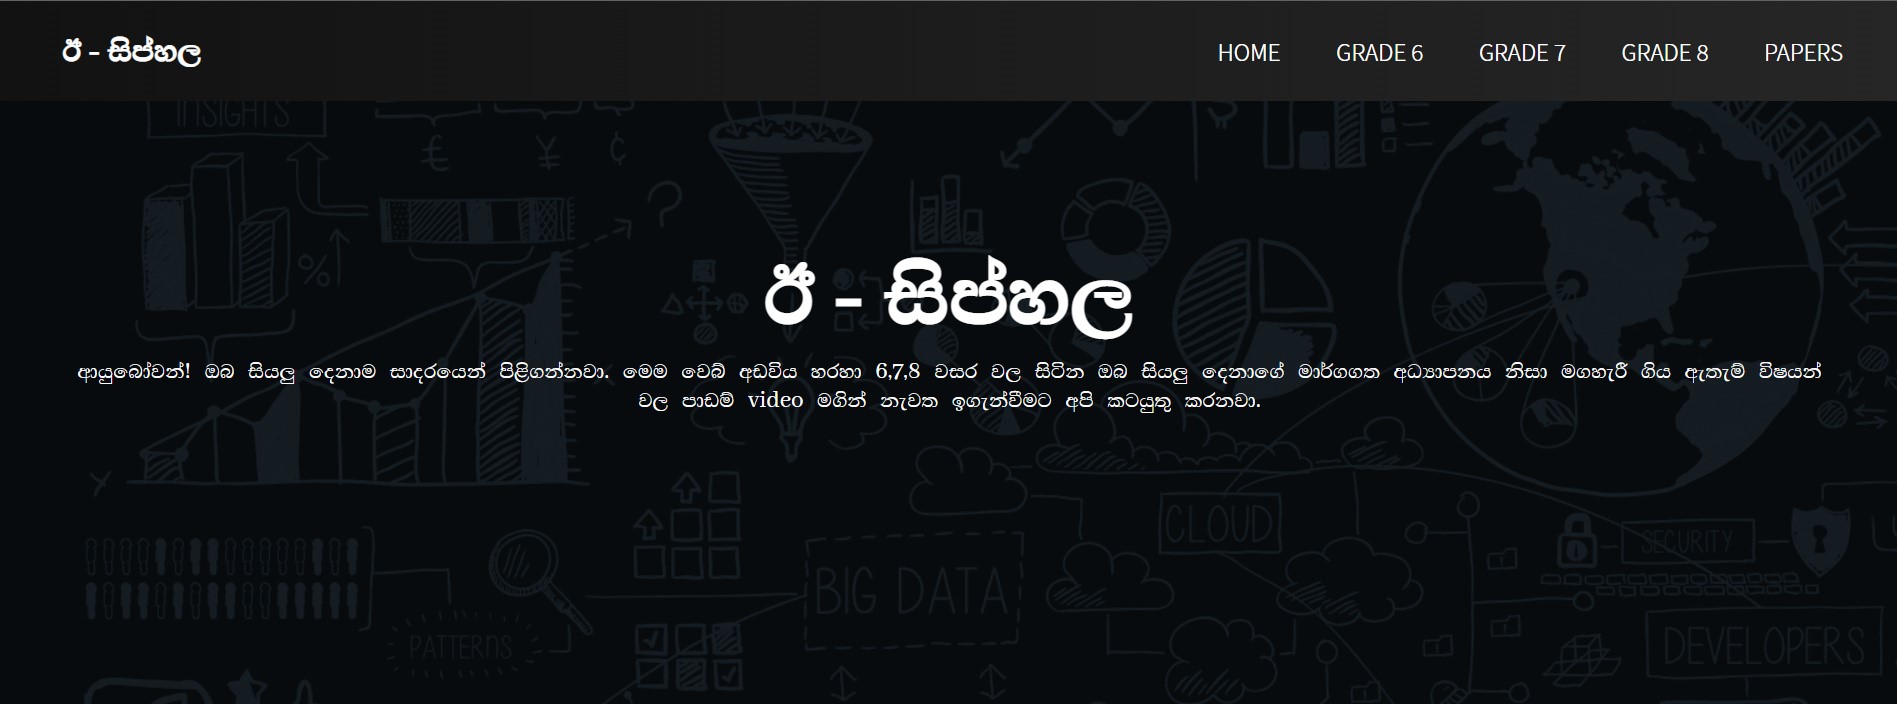 ඊ - සිප්හල
HOME GRADE 6 GRADE 7 GRADE 8 PAPERS
INSIGHTS
ඊ - සිප්හල
ආයුබෝවන්! ඔබ සියලු දෙනාම සාදරයෙන් පිළිගන්නවා. මෙම වෙබ් අඩවිය හරහා 6,7,8 වසර වල සිටින ඔබ සියලු දෙනාගේ මාර්ගගත අධ්‍යාපනය නිසා මගහැරී ගිය ඇතැම් විෂයන්
වල පාඩම් video මගින් නැවත ඉගැන්වීමට අපි කටයුතු කරනවා.
CLOUD
SECURITY
BIG DATA
PATTERNS
DEVELOPERS